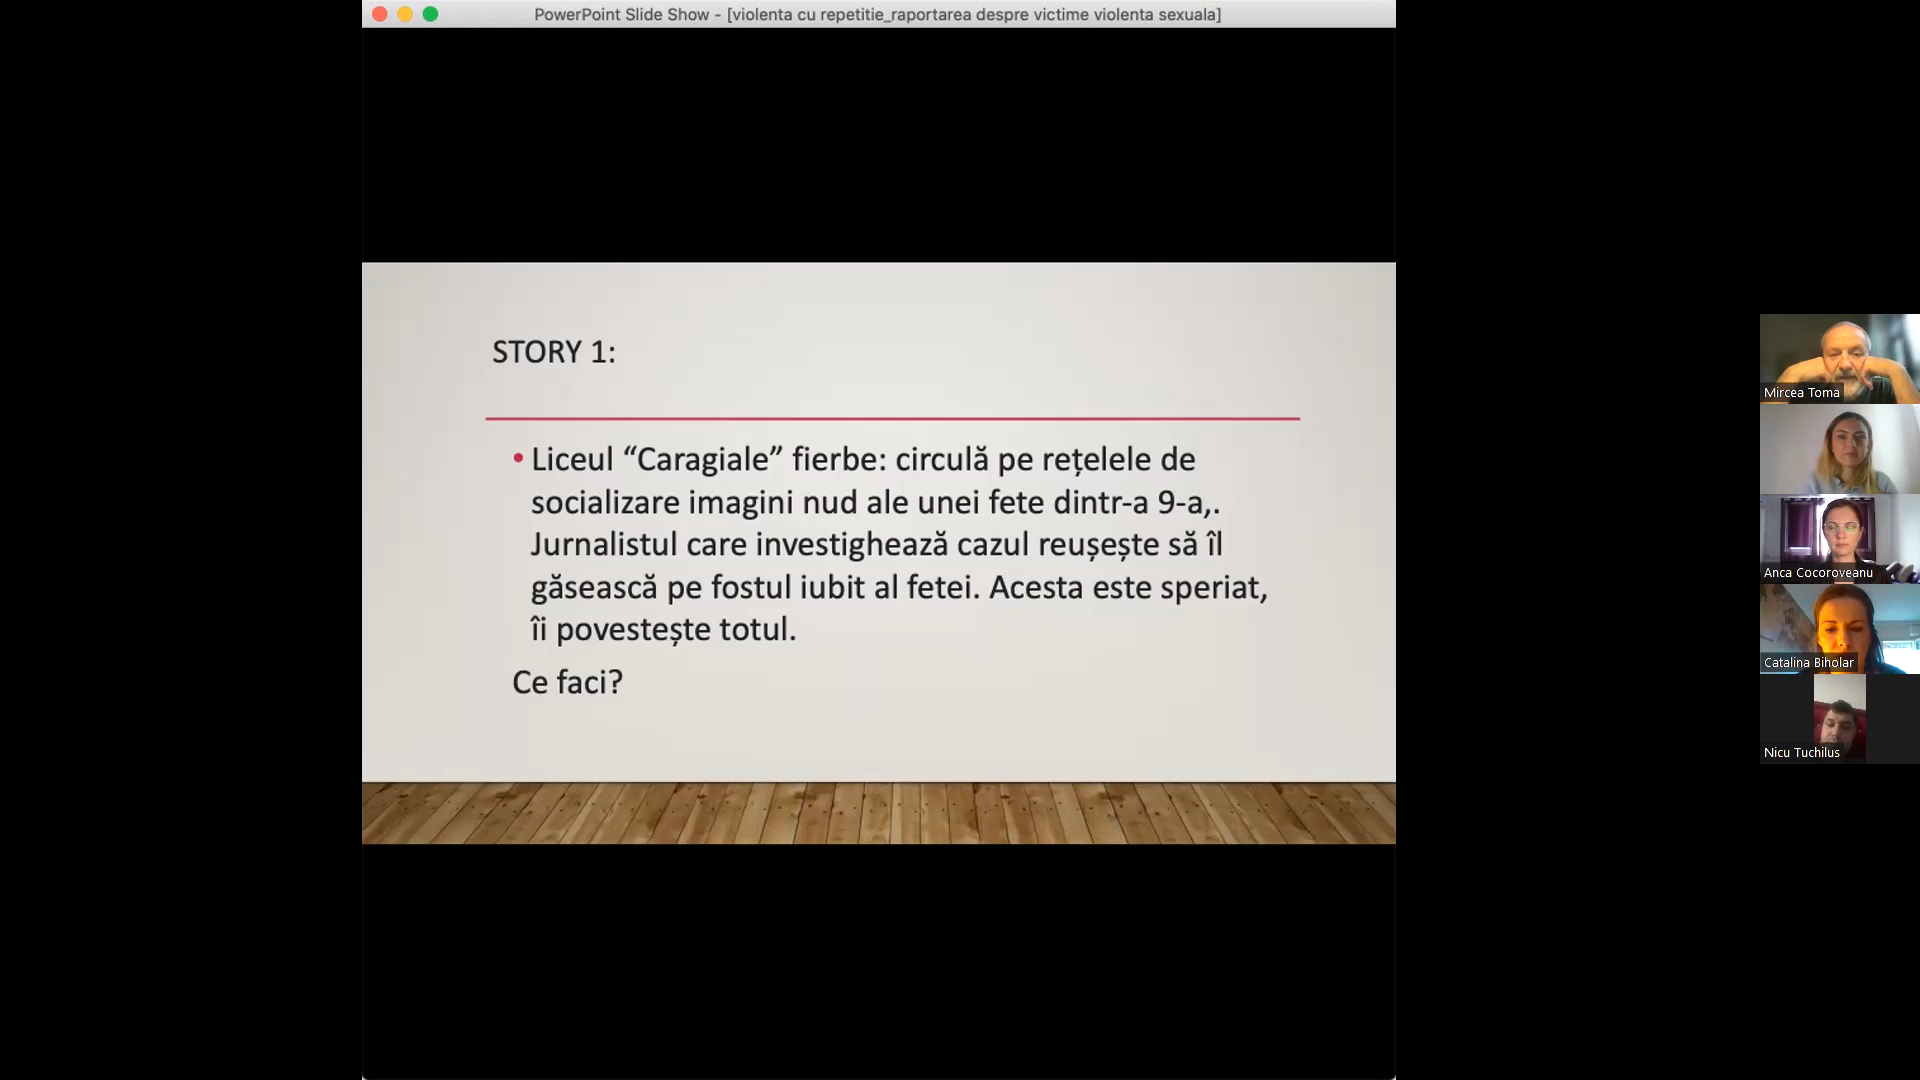 PowerPoint Slide Show - [violenta cu repetitie_raportarea despre victime violenta sexuala]
STORY 1:
• Liceul “Caragiale” fierbe: circulă pe rețelele de
socializare imagini nud ale unei fete dintr-a 9-a,.
Jurnalistul care investighează cazul reușește să îl
găsească pe fostul iubit al fetei. Acesta este speriat,
îi povestește totul.
Ce faci?
Mircea Toma
Anca Cocoroveanu
Catalina Biholar
Nicu Tuchilus